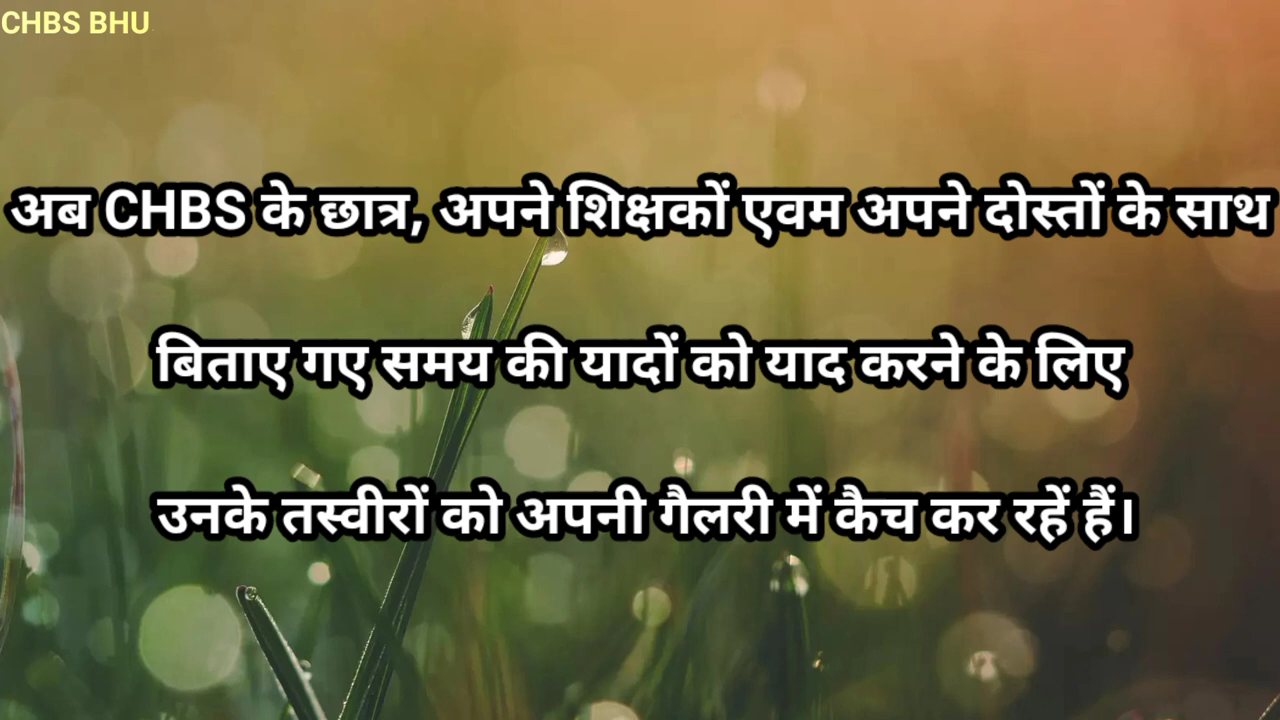 CHBS BHU
अब CHBS के छात्र, अपने शिक्षकों एवम अपने दोस्तों के साथ
बिताए गए समय की यादों को याद करने के लिए
उनके तस्वीरों को अपनी गैलरी में कैच कर रहें हैं।